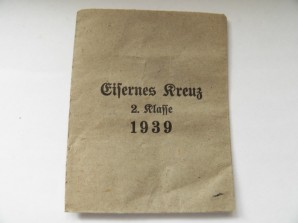 Eisernes Kreuz
2. Klasse
1939